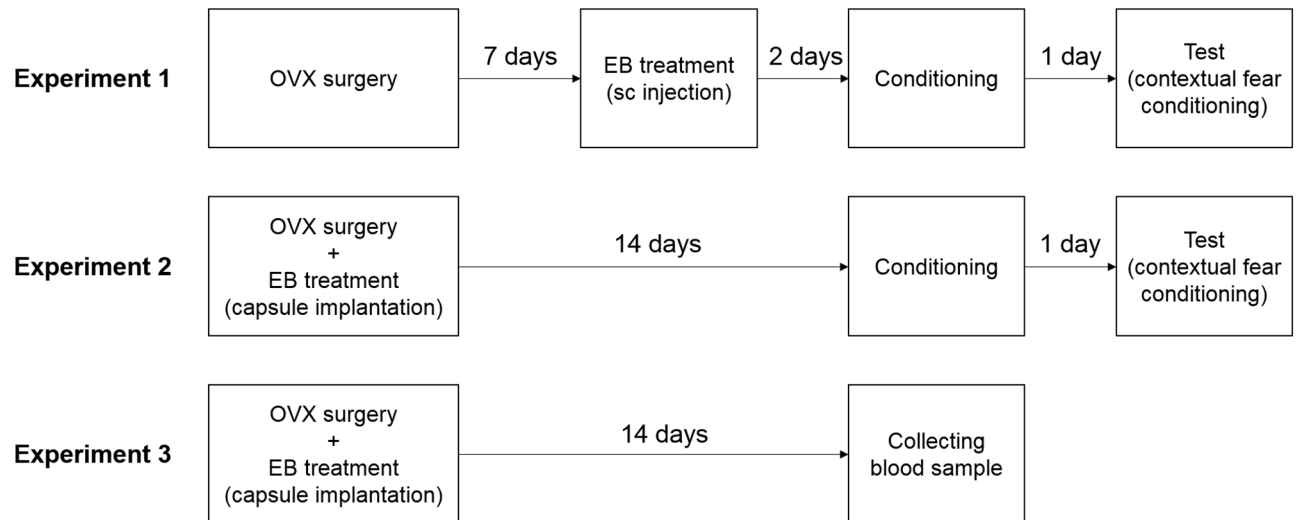 Experiment 1
OVX surgery
7 days
EB treatment
(sc injection)
2 days
Conditioning
1 day
Test
(contextual fear
conditioning)
Experiment 2
OVX surgery
+
EB treatment
(capsule implantation)
14 days
Conditioning
1 day
Test
(contextual fear
conditioning)
Experiment 3
OVX surgery
+
EB treatment
(capsule implantation)
14 days
Collecting
blood sample